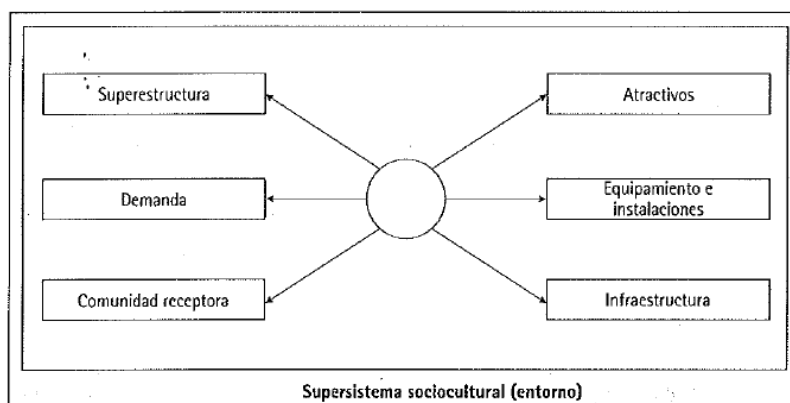 Superestructura
Atractivos
Demanda
Equipamiento e
instalaciones
Comunidad receptora
Infraestructura
Supersistema sociocultural (entorno)